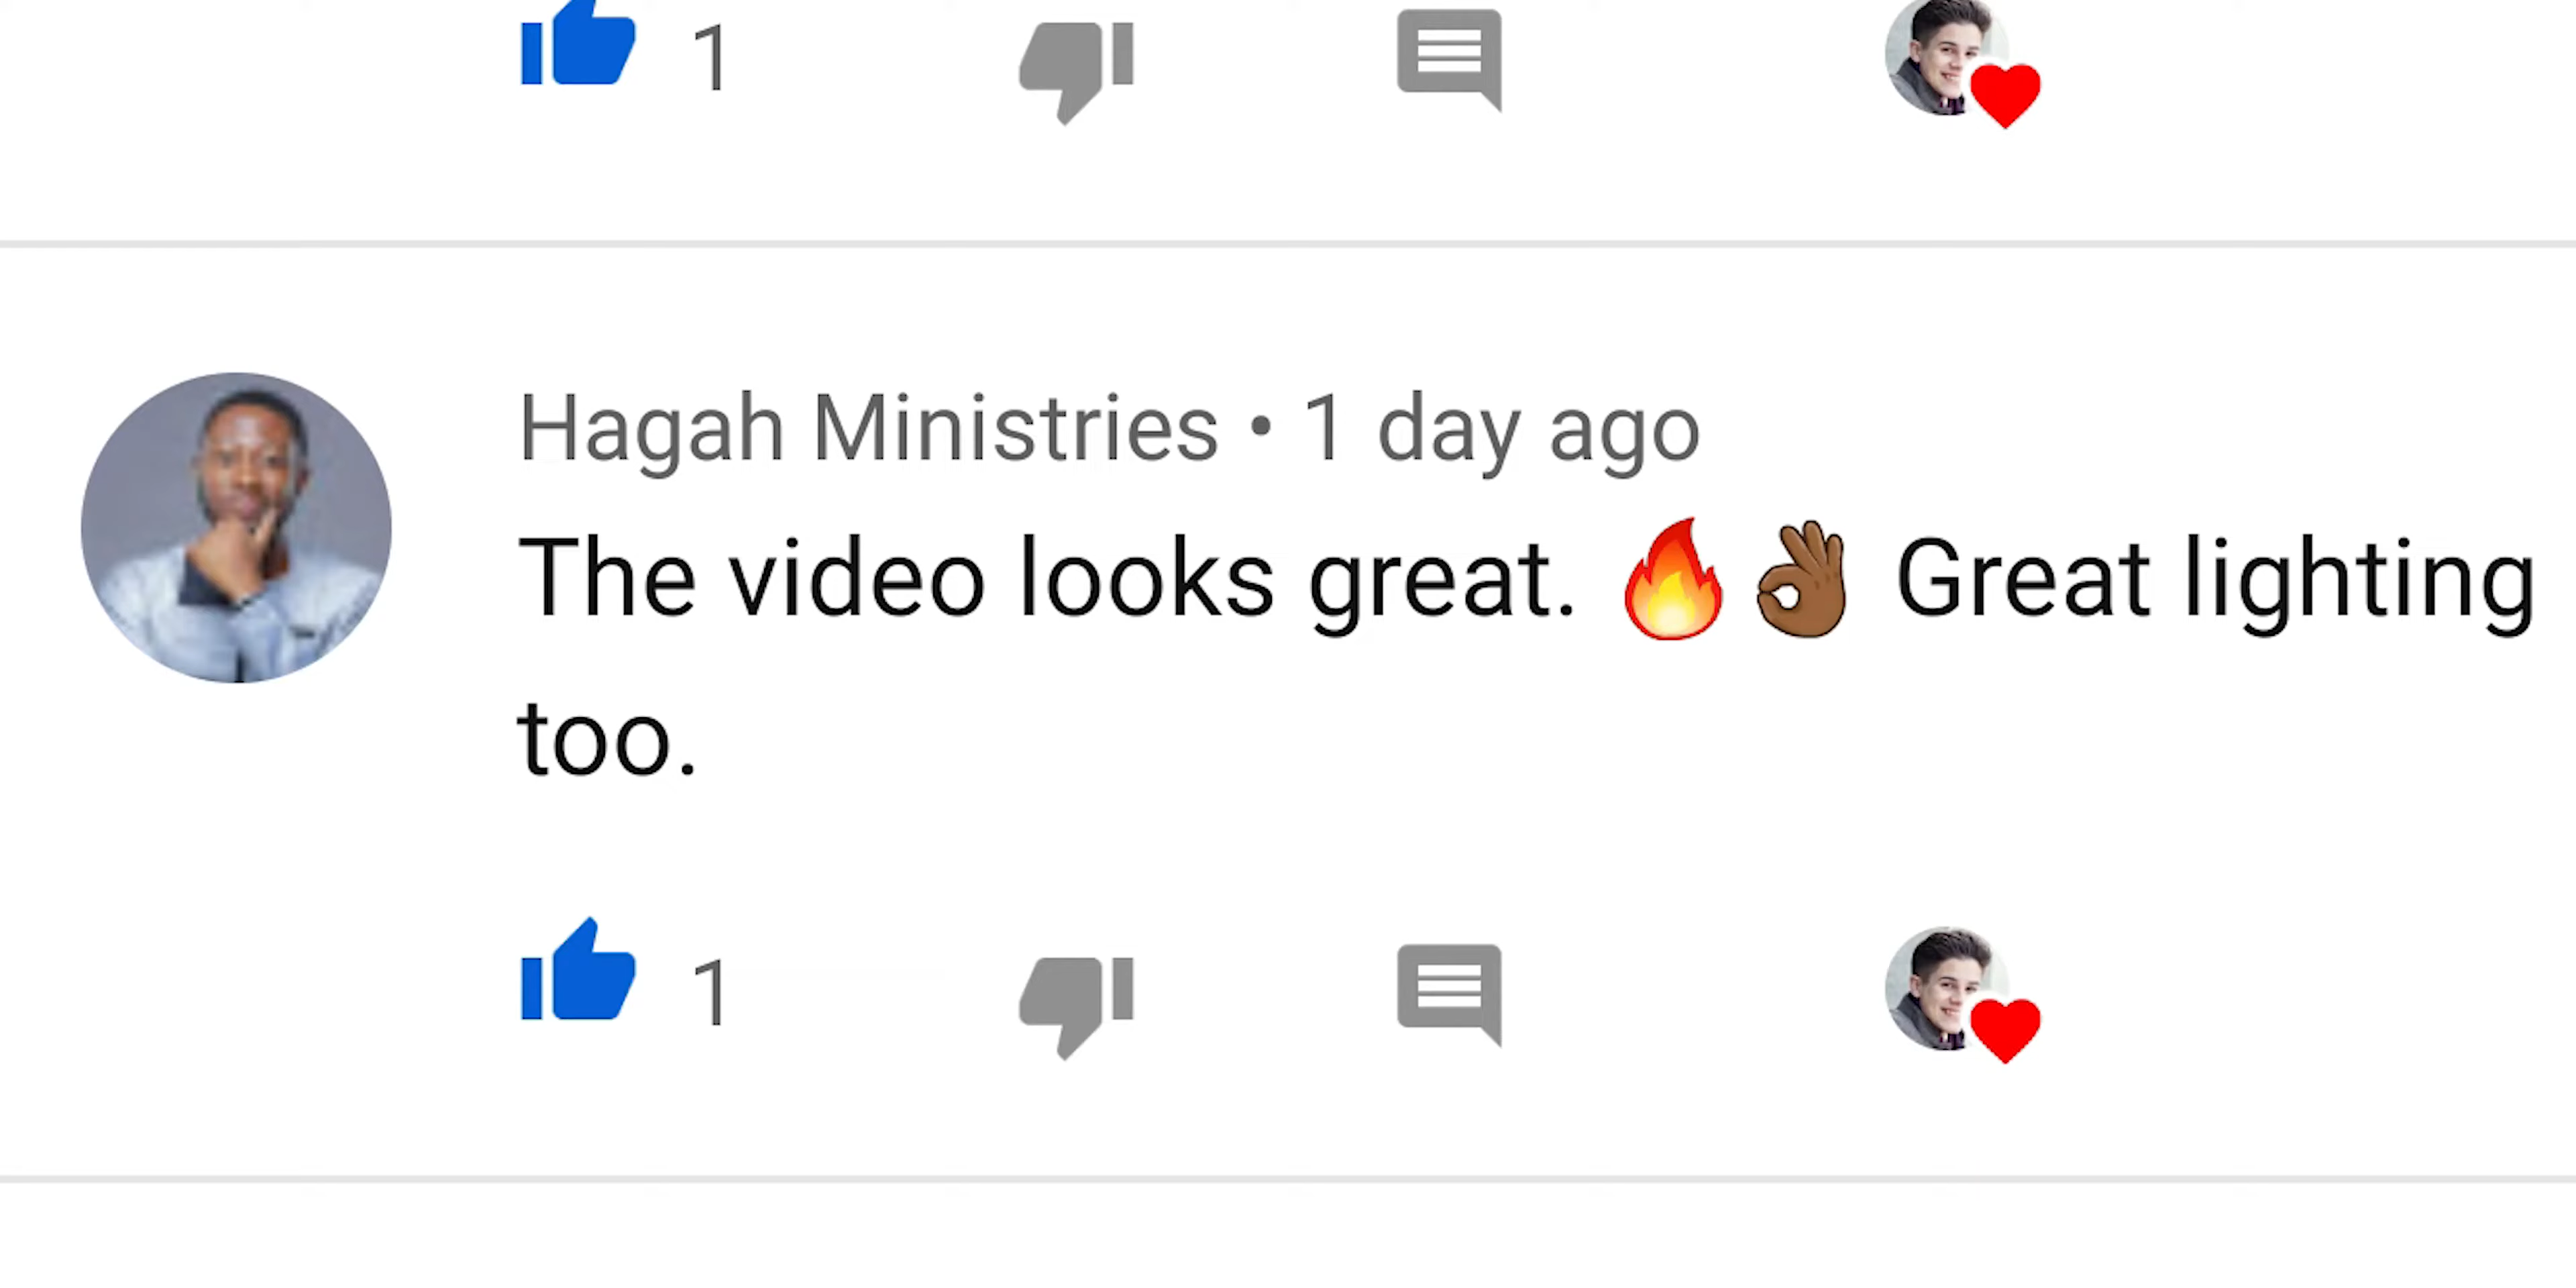 1
Hagah Ministries • 1 day ago
The video looks great. 🔥👌🏾 Great lighting
too.
1